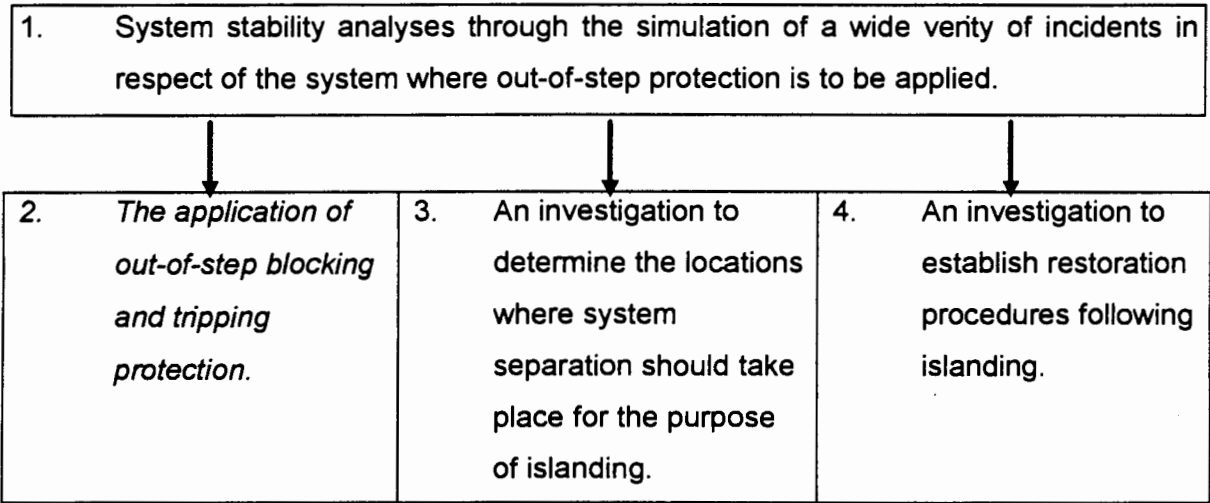 1. System stability analyses through the simulation of a wide verity of incidents in
respect of the system where out-of-step protection is to be applied.
2. The application of
out-of-step blocking
and tripping
protection.
3. An investigation to
determine the locations
where system
separation should take
place for the purpose
of islanding.
4. An investigation to
establish restoration
procedures following
islanding.